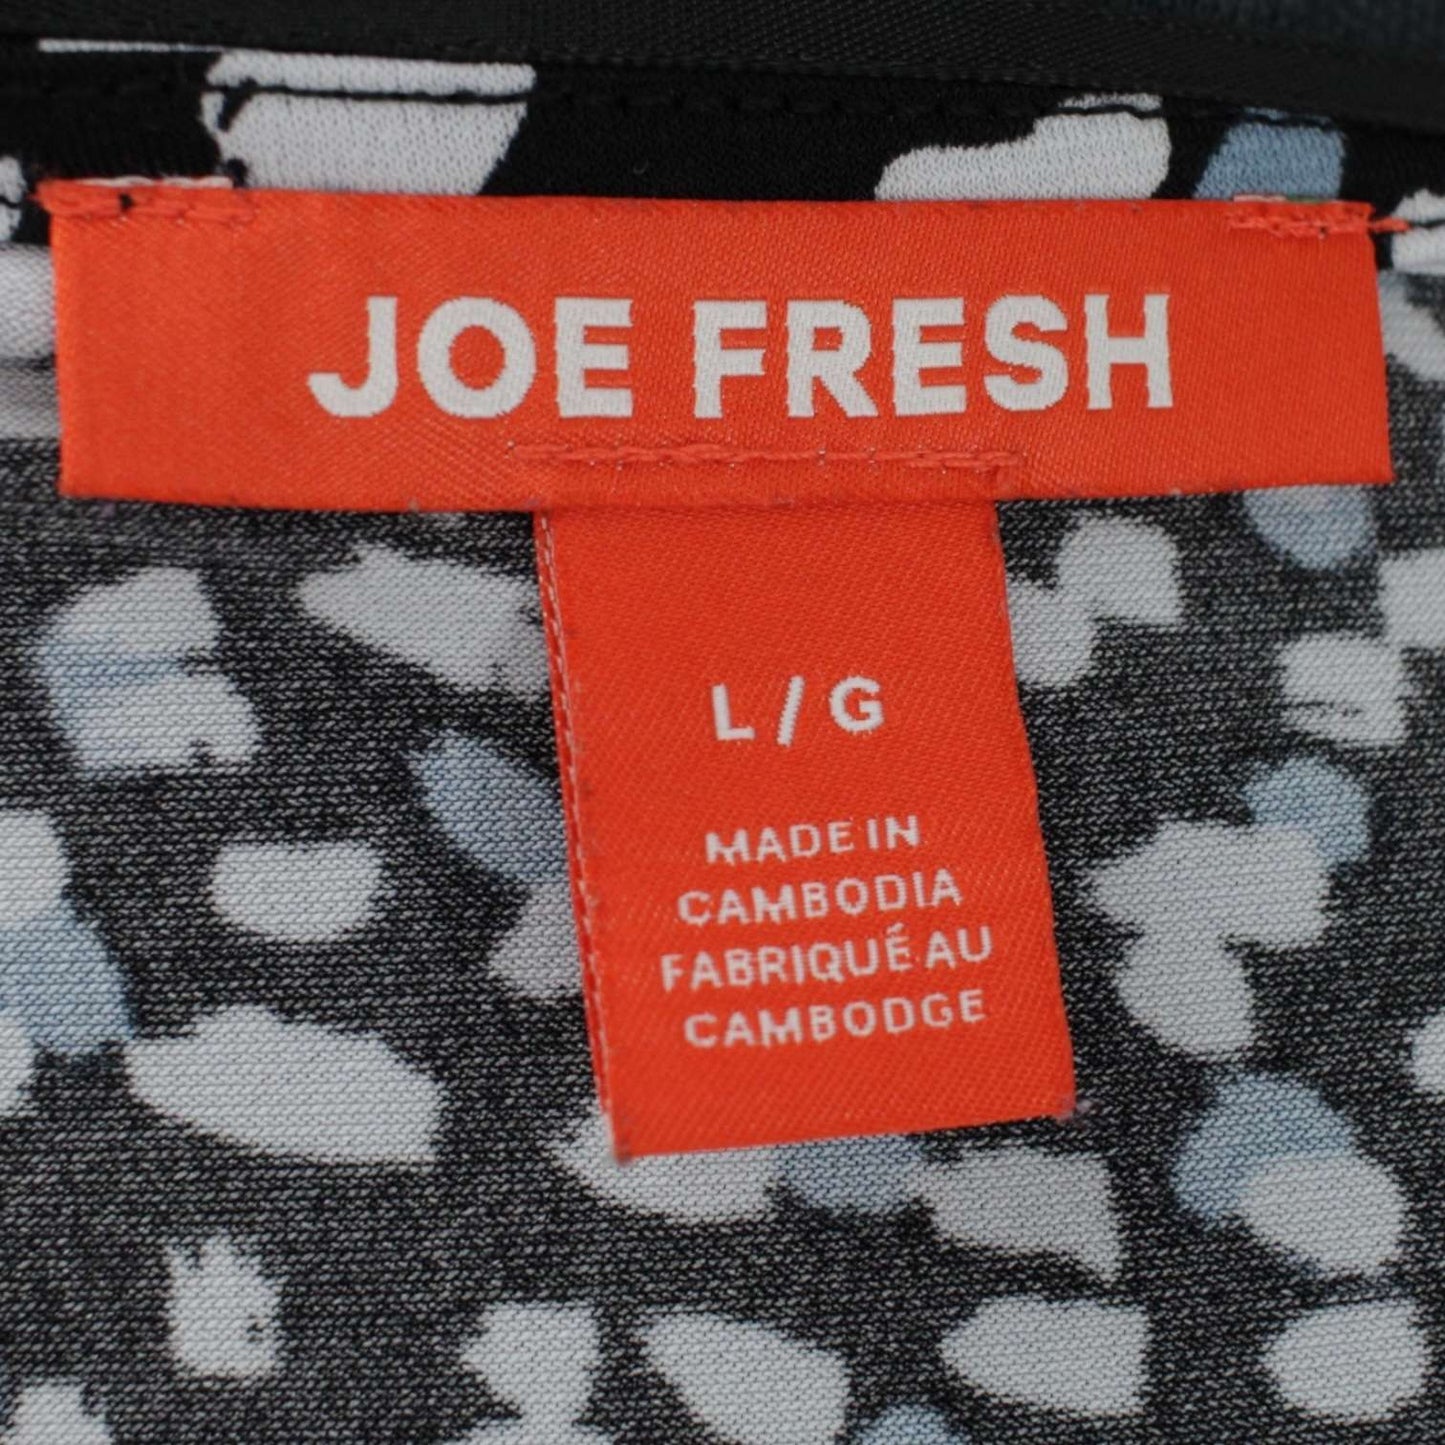 JOE FRESH
L / G
MADE IN
CAMBODIA
FABRIQUÉ AU
CAMBODGE